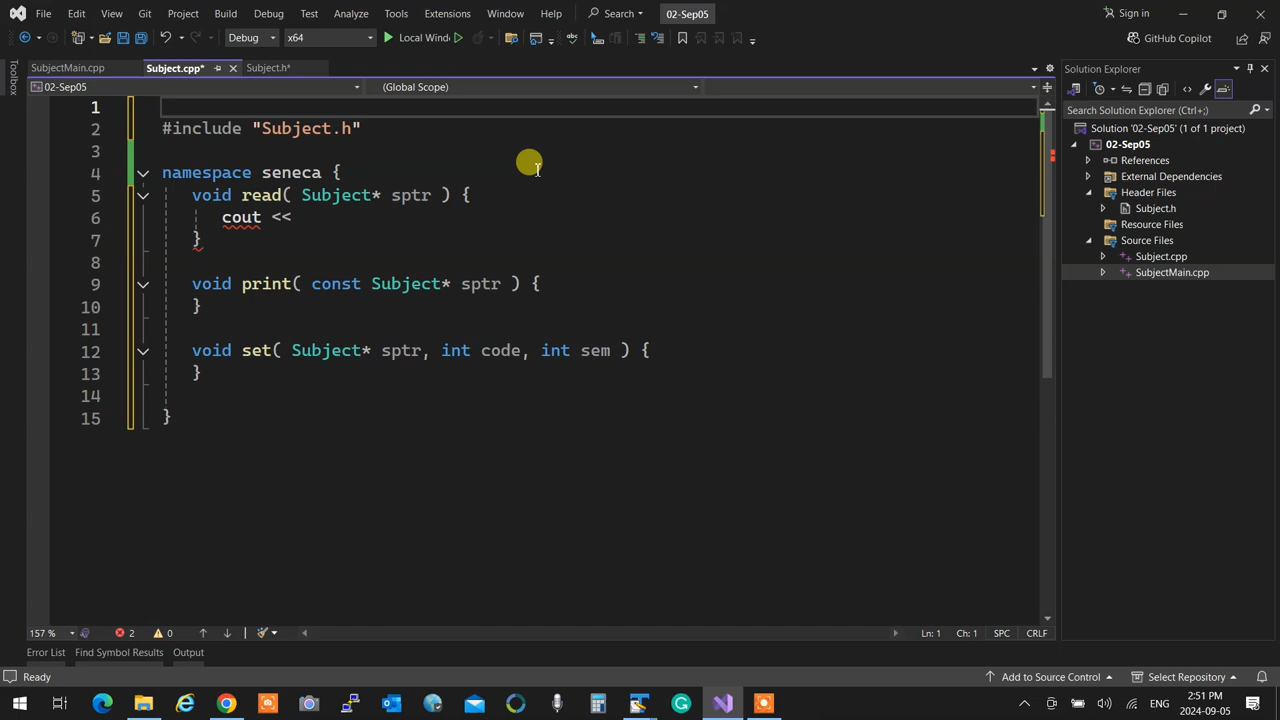 File Edit View Git Project Build Debug Test Analyze Tools Extensions Window Help Search 02-Sep05 Sign in
Debug x64 Local Wind GitHub Copilot
Toolbox
SubjectMain.cpp Subject.cpp* Subject.h*
02-Sep05 (Global Scope)
1
2 #include "Subject.h"
3
4 namespace seneca {
5 void read( Subject* sptr ) {
6 cout <<
7 }
8
9 void print( const Subject* sptr ) {
10 }
11
12 void set( Subject* sptr, int code, int sem ) {
13 }
14
15 }
Solution Explorer
Search Solution Explorer (Ctrl+;)
Solution '02-Sep05' (1 of 1 project)
02-Sep05
References
External Dependencies
Header Files
Subject.h
Resource Files
Source Files
Subject.cpp
SubjectMain.cpp
157 % 2 0 Ln: 1 Ch: 1 SPC CRLF
Error List Find Symbol Results Output
Ready Add to Source Control Select Repository
ENG 2:51 PM
2024-09-05